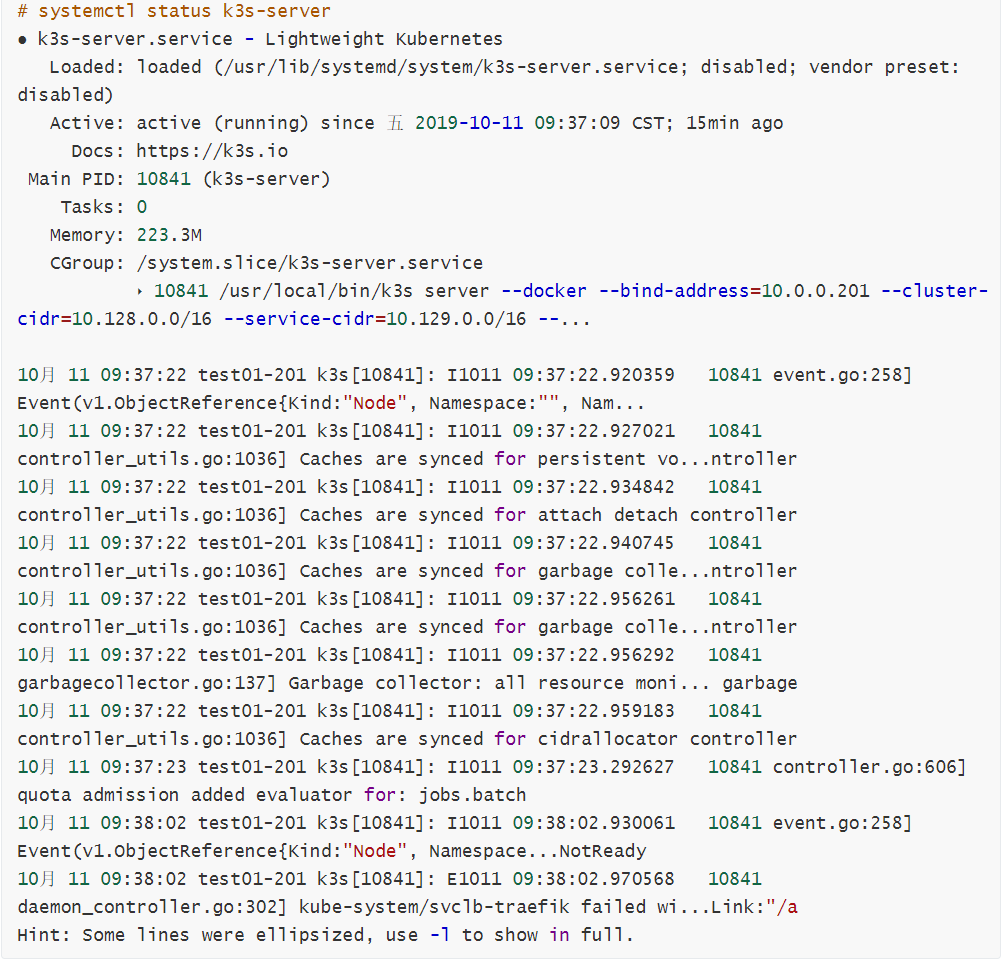 # systemctl status k3s-server
● k3s-server.service - Lightweight Kubernetes
Loaded: loaded (/usr/lib/systemd/system/k3s-server.service; disabled; vendor preset:
disabled)
Active: active (running) since 五 2019-10-11 09:37:09 CST; 15min ago
Docs: https://k3s.io
Main PID: 10841 (k3s-server)
Tasks: 0
Memory: 223.3M
CGroup: /system.slice/k3s-server.service
‣ 10841 /usr/local/bin/k3s server --docker --bind-address=10.0.0.201 --cluster-
cidr=10.128.0.0/16 --service-cidr=10.129.0.0/16 --...

10月 11 09:37:22 test01-201 k3s[10841]: I1011 09:37:22.920359   10841 event.go:258]
Event(v1.ObjectReference{Kind:"Node", Namespace:"", Nam...
10月 11 09:37:22 test01-201 k3s[10841]: I1011 09:37:22.927021   10841
controller_utils.go:1036] Caches are synced for persistent vo...ntroller
10月 11 09:37:22 test01-201 k3s[10841]: I1011 09:37:22.934842   10841
controller_utils.go:1036] Caches are synced for attach detach controller
10月 11 09:37:22 test01-201 k3s[10841]: I1011 09:37:22.940745   10841
controller_utils.go:1036] Caches are synced for garbage colle...ntroller
10月 11 09:37:22 test01-201 k3s[10841]: I1011 09:37:22.956261   10841
controller_utils.go:1036] Caches are synced for garbage colle...ntroller
10月 11 09:37:22 test01-201 k3s[10841]: I1011 09:37:22.956292   10841
garbagecollector.go:137] Garbage collector: all resource moni... garbage
10月 11 09:37:22 test01-201 k3s[10841]: I1011 09:37:22.959183   10841
controller_utils.go:1036] Caches are synced for cidrallocator controller
10月 11 09:37:23 test01-201 k3s[10841]: I1011 09:37:23.292627   10841 controller.go:606]
quota admission added evaluator for: jobs.batch
10月 11 09:38:02 test01-201 k3s[10841]: I1011 09:38:02.930061   10841 event.go:258]
Event(v1.ObjectReference{Kind:"Node", Namespace...NotReady
10月 11 09:38:02 test01-201 k3s[10841]: E1011 09:38:02.970568   10841
daemon_controller.go:302] kube-system/svclb-traefik failed wi...Link:"/a
Hint: Some lines were ellipsized, use -l to show in full.